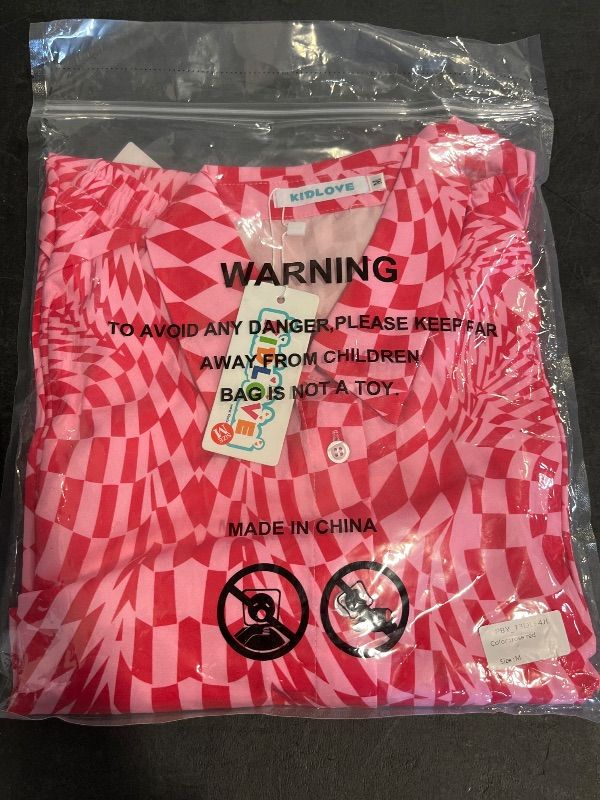 KIDLOVE
M
WARNING
TO AVOID ANY DANGER,PLEASE KEEP FAR
AWAY FROM CHILDREN
BAG IS NOT A TOY.
KIDLOVE
M
MADE IN CHINA
Size: M